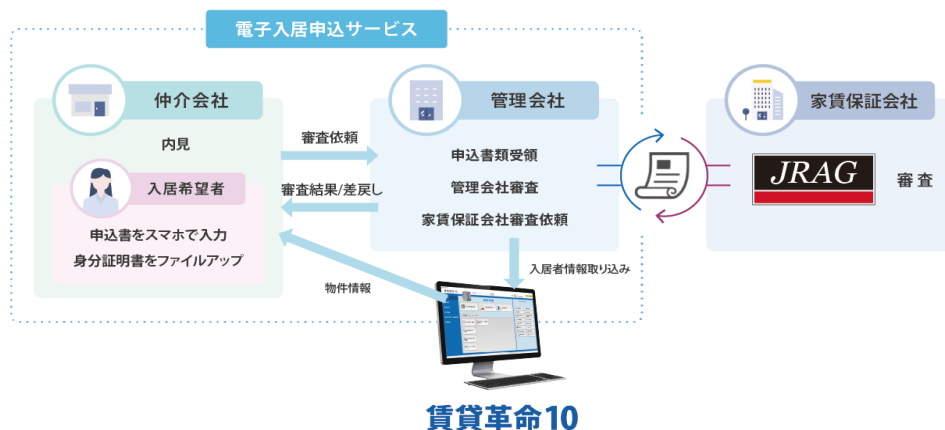 電子入居申込サービス
仲介会社
内見
入居希望者
申込書をスマホで入力
身分証明書をファイルアップ
審査依頼
審査結果/差戻し
管理会社
申込書類受領
管理会社審査
家賃保証会社審査依頼
家賃保証会社
JRAG
審査
入居者情報取り込み
物件情報
賃貸革命10